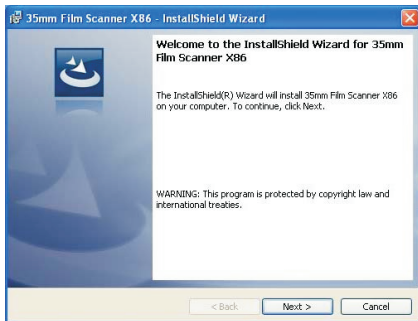 35mm Film Scanner X86 - InstallShield Wizard
Welcome to the InstallShield Wizard for 35mm
Film Scanner X86
The InstallShield(R) Wizard will install 35mm Film Scanner X86
on your computer. To continue, click Next.
WARNING: This program is protected by copyright law and
international treaties.
< Back
Next >
Cancel